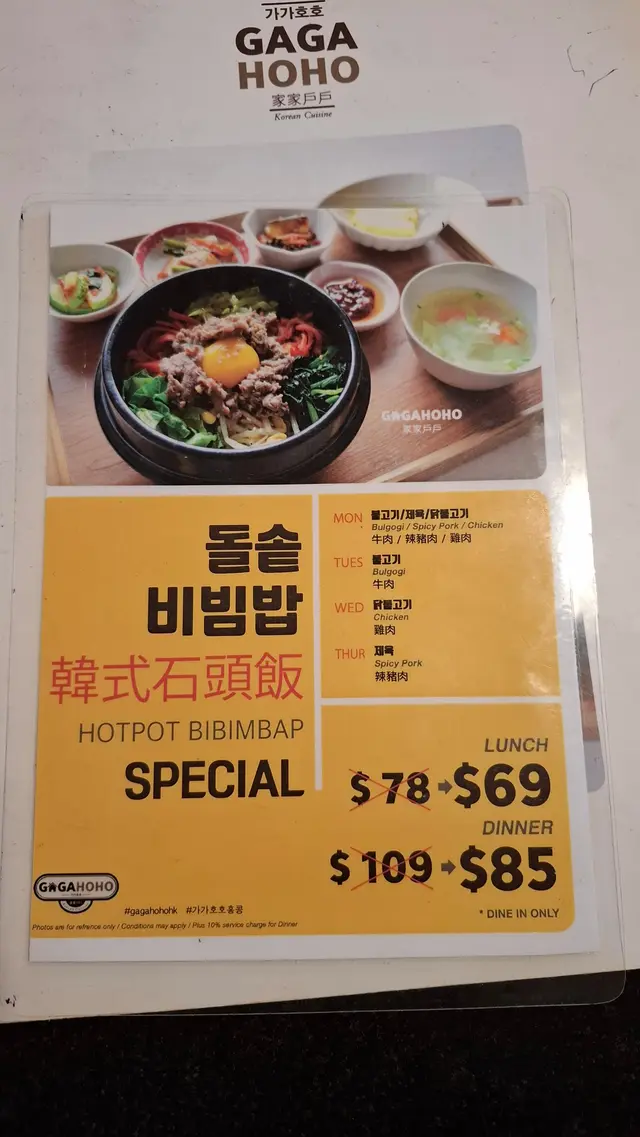 가가호호
GAGA
HOHO
家家戶戶
Korean Cuisine
GAGAHOHO
家家戶戶
돌솥
비빔밥
韓式石頭飯
HOTPOT BIBIMBAP
SPECIAL
MON 불고기/제육/닭불고기
Bulgogi / Spicy Pork / Chicken
牛肉 / 辣豬肉 / 雞肉
TUES 불고기
Bulgogi
牛肉
WED 닭불고기
Chicken
雞肉
THUR 제육
Spicy Pork
辣豬肉
LUNCH
$ 78 → $69
DINNER
$ 109 → $85
* DINE IN ONLY
GAGAHOHO
#gagahohohk #가가호호홍콩
Photos are for refrence only / Conditions may apply / Plus 10% service charge for Dinner